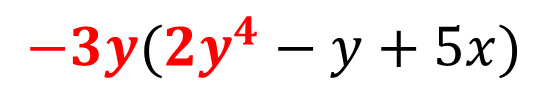 −3y(2y⁴ − y + 5x)